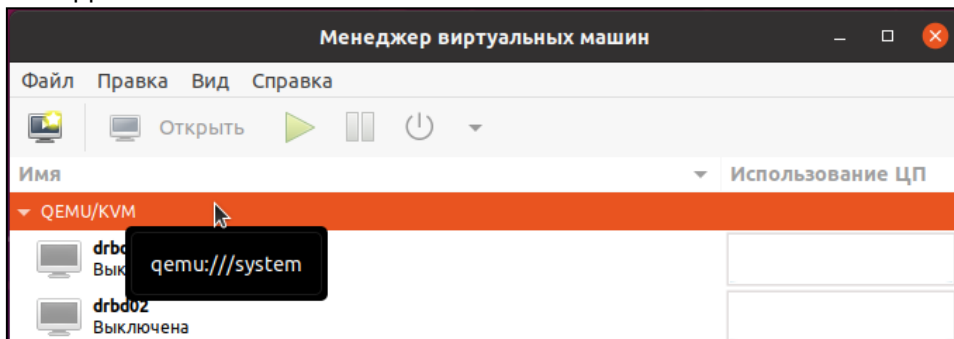 Менеджер виртуальных машин
Файл Правка Вид Справка
Открыть
Имя Использование ЦП
QEMU/KVM
qemu:///system
drbd02
Выключена